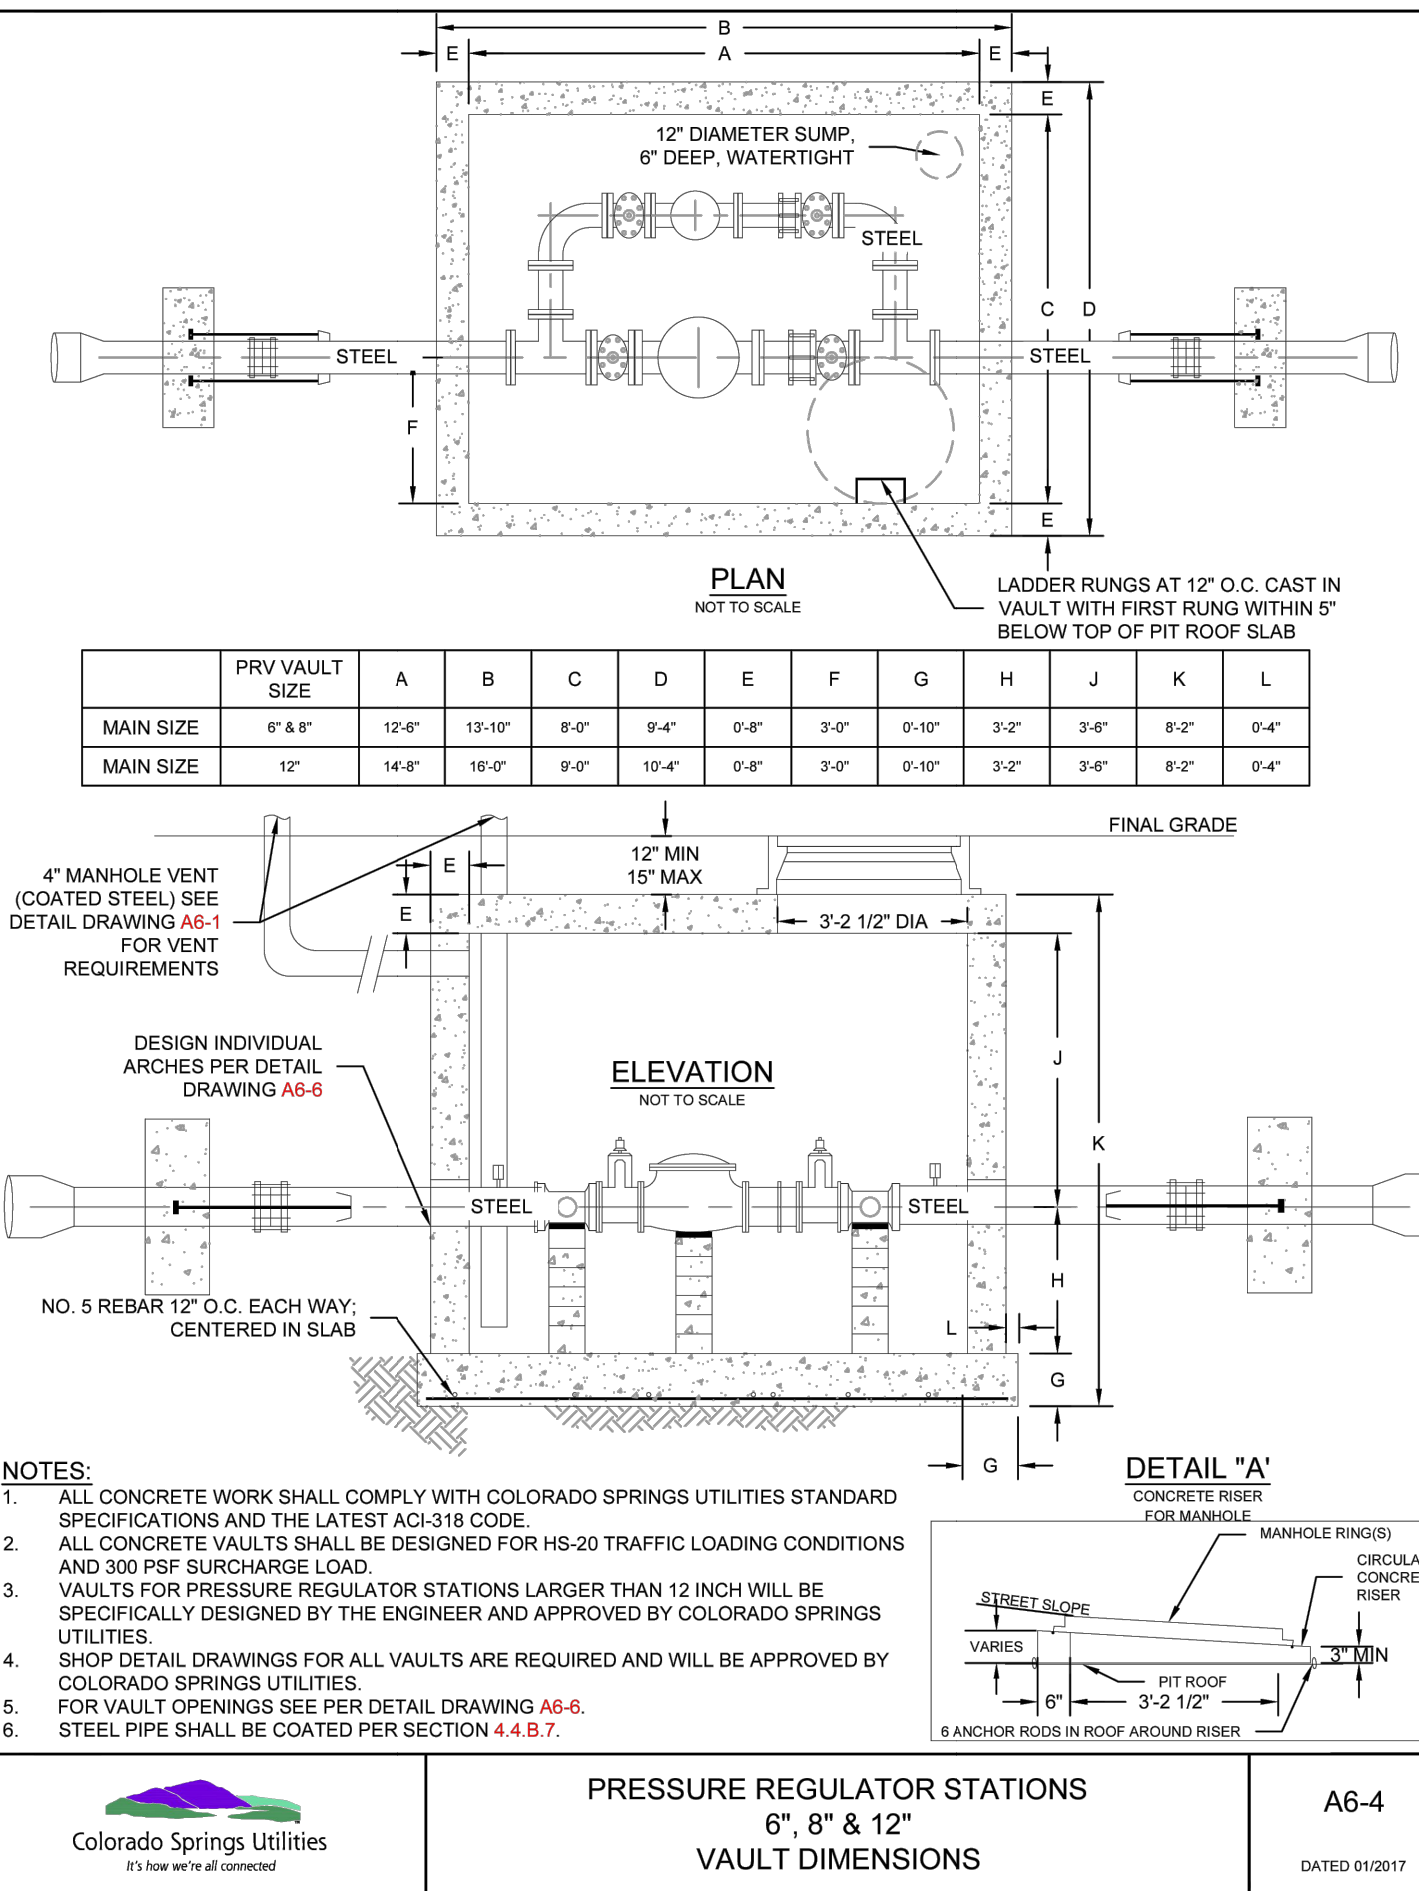 B
E A E
E
12" DIAMETER SUMP,
6" DEEP, WATERTIGHT
STEEL
C D
STEEL
STEEL
F
E
PLAN
NOT TO SCALE
LADDER RUNGS AT 12" O.C. CAST IN
VAULT WITH FIRST RUNG WITHIN 5"
BELOW TOP OF PIT ROOF SLAB
PRV VAULT SIZE A B C D E F G H J K L
MAIN SIZE 6" & 8" 12'-6" 13'-10" 8'-0" 9'-4" 0'-8" 3'-0" 0'-10" 3'-2" 3'-6" 8'-2" 0'-4"
MAIN SIZE 12" 14'-8" 16'-0" 9'-0" 10'-4" 0'-8" 3'-0" 0'-10" 3'-2" 3'-6" 8'-2" 0'-4"
FINAL GRADE
12" MIN
15" MAX
E
E
3'-2 1/2" DIA
4" MANHOLE VENT
(COATED STEEL) SEE
DETAIL DRAWING A6-1
FOR VENT
REQUIREMENTS
DESIGN INDIVIDUAL
ARCHES PER DETAIL
DRAWING A6-6
ELEVATION
NOT TO SCALE
J
K
STEEL
STEEL
H
NO. 5 REBAR 12" O.C. EACH WAY;
CENTERED IN SLAB
L
G
G
NOTES:
1. ALL CONCRETE WORK SHALL COMPLY WITH COLORADO SPRINGS UTILITIES STANDARD
SPECIFICATIONS AND THE LATEST ACI-318 CODE.
2. ALL CONCRETE VAULTS SHALL BE DESIGNED FOR HS-20 TRAFFIC LOADING CONDITIONS
AND 300 PSF SURCHARGE LOAD.
3. VAULTS FOR PRESSURE REGULATOR STATIONS LARGER THAN 12 INCH WILL BE
SPECIFICALLY DESIGNED BY THE ENGINEER AND APPROVED BY COLORADO SPRINGS
UTILITIES.
4. SHOP DETAIL DRAWINGS FOR ALL VAULTS ARE REQUIRED AND WILL BE APPROVED BY
COLORADO SPRINGS UTILITIES.
5. FOR VAULT OPENINGS SEE PER DETAIL DRAWING A6-6.
6. STEEL PIPE SHALL BE COATED PER SECTION 4.4.B.7.
DETAIL "A'
CONCRETE RISER
FOR MANHOLE
MANHOLE RING(S)
CIRCULA
CONCRE
RISER
STREET SLOPE
VARIES
3" MIN
PIT ROOF
6" 3'-2 1/2"
6 ANCHOR RODS IN ROOF AROUND RISER
Colorado Springs Utilities
It's how we're all connected
PRESSURE REGULATOR STATIONS
6", 8" & 12"
VAULT DIMENSIONS
A6-4
DATED 01/2017